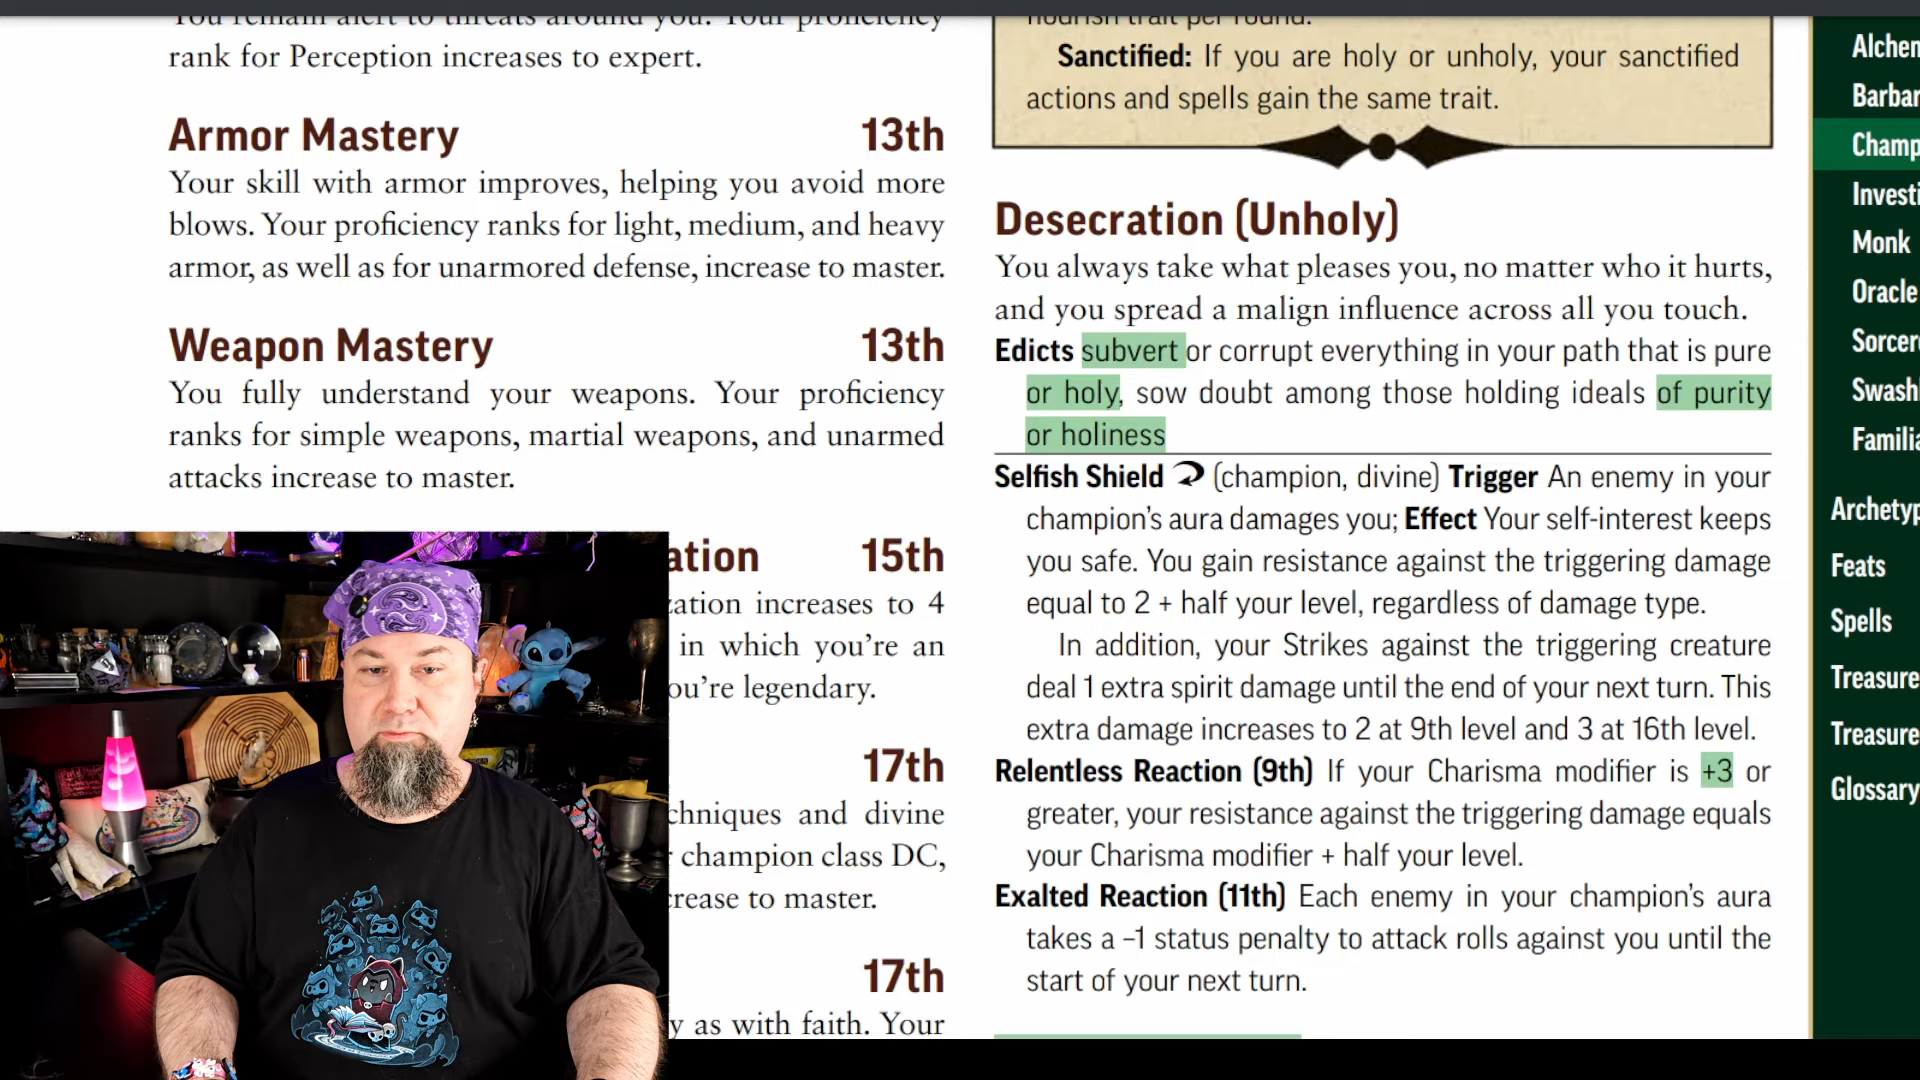 rank for Perception increases to expert.
Armor Mastery 13th
Your skill with armor improves, helping you avoid more
blows. Your proficiency ranks for light, medium, and heavy
armor, as well as for unarmored defense, increase to master.
Weapon Mastery 13th
You fully understand your weapons. Your proficiency
ranks for simple weapons, martial weapons, and unarmed
attacks increase to master.
ation 15th
zation increases to 4
in which you’re an
ou’re legendary.
17th
chniques and divine
champion class DC,
crease to master.
17th
y as with faith. Your
nourish trait per round.
Sanctified: If you are holy or unholy, your sanctified
actions and spells gain the same trait.
Desecration (Unholy)
You always take what pleases you, no matter who it hurts,
and you spread a malign influence across all you touch.
Edicts subvert or corrupt everything in your path that is pure
or holy, sow doubt among those holding ideals of purity
or holiness
Selfish Shield (champion, divine) Trigger An enemy in your
champion’s aura damages you; Effect Your self-interest keeps
you safe. You gain resistance against the triggering damage
equal to 2 + half your level, regardless of damage type.
In addition, your Strikes against the triggering creature
deal 1 extra spirit damage until the end of your next turn. This
extra damage increases to 2 at 9th level and 3 at 16th level.
Relentless Reaction (9th) If your Charisma modifier is +3 or
greater, your resistance against the triggering damage equals
your Charisma modifier + half your level.
Exalted Reaction (11th) Each enemy in your champion’s aura
takes a –1 status penalty to attack rolls against you until the
start of your next turn.
Alchem
Barbar
Champ
Investi
Monk
Oracle
Sorcer
Swash
Familia
Archetyp
Feats
Spells
Treasure
Treasure
Glossary